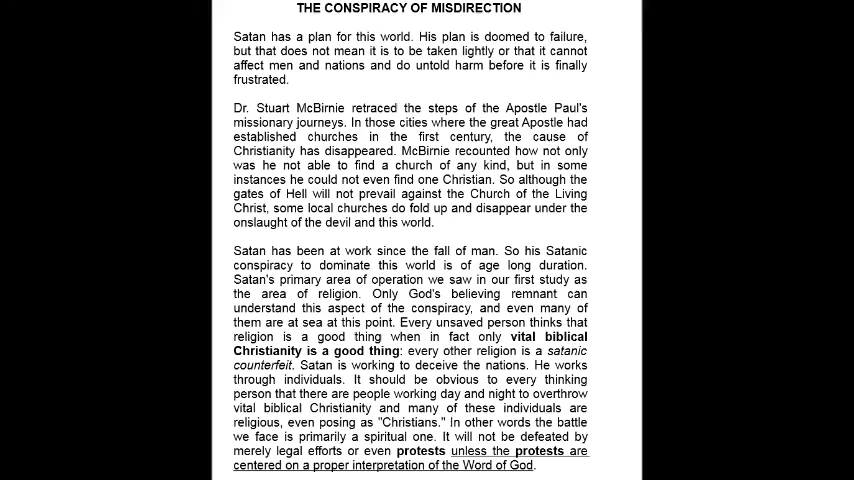 THE CONSPIRACY OF MISDIRECTION
Satan has a plan for this world. His plan is doomed to failure,
but that does not mean it is to be taken lightly or that it cannot
affect men and nations and do untold harm before it is finally
frustrated.
Dr. Stuart McBirnie retraced the steps of the Apostle Paul's
missionary journeys. In those cities where the great Apostle had
established churches in the first century, the cause of
Christianity has disappeared. McBirnie recounted how not only
was he not able to find a church of any kind, but in some
instances he could not even find one Christian. So although the
gates of Hell will not prevail against the Church of the Living
Christ, some local churches do fold up and disappear under the
onslaught of the devil and this world.
Satan has been at work since the fall of man. So his Satanic
conspiracy to dominate this world is of age long duration.
Satan's primary area of operation we saw in our first study as
the area of religion. Only God's believing remnant can
understand this aspect of the conspiracy, and even many of
them are at sea at this point. Every unsaved person thinks that
religion is a good thing when in fact only vital biblical
Christianity is a good thing: every other religion is a satanic
counterfeit. Satan is working to deceive the nations. He works
through individuals. It should be obvious to every thinking
person that there are people working day and night to overthrow
vital biblical Christianity and many of these individuals are
religious, even posing as "Christians." In other words the battle
we face is primarily a spiritual one. It will not be defeated by
merely legal efforts or even protests unless the protests are
centered on a proper interpretation of the Word of God.